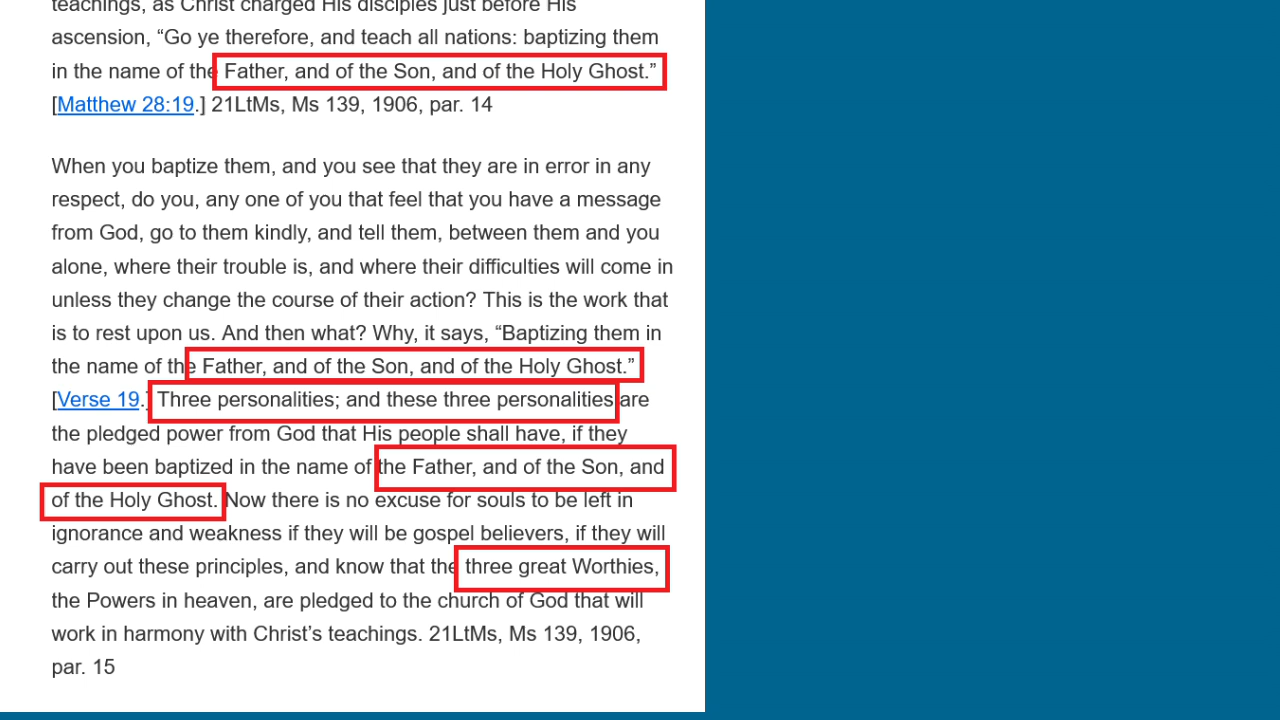 teachings, as Christ charged His disciples just before His
ascension, “Go ye therefore, and teach all nations: baptizing them
in the name of the Father, and of the Son, and of the Holy Ghost.”
[Matthew 28:19.] 21LtMs, Ms 139, 1906, par. 14
When you baptize them, and you see that they are in error in any
respect, do you, any one of you that feel that you have a message
from God, go to them kindly, and tell them, between them and you
alone, where their trouble is, and where their difficulties will come in
unless they change the course of their action? This is the work that
is to rest upon us. And then what? Why, it says, “Baptizing them in
the name of the Father, and of the Son, and of the Holy Ghost.”
[Verse 19.] Three personalities; and these three personalities are
the pledged power from God that His people shall have, if they
have been baptized in the name of the Father, and of the Son, and
of the Holy Ghost. Now there is no excuse for souls to be left in
ignorance and weakness if they will be gospel believers, if they will
carry out these principles, and know that the three great Worthies,
the Powers in heaven, are pledged to the church of God that will
work in harmony with Christ’s teachings. 21LtMs, Ms 139, 1906,
par. 15